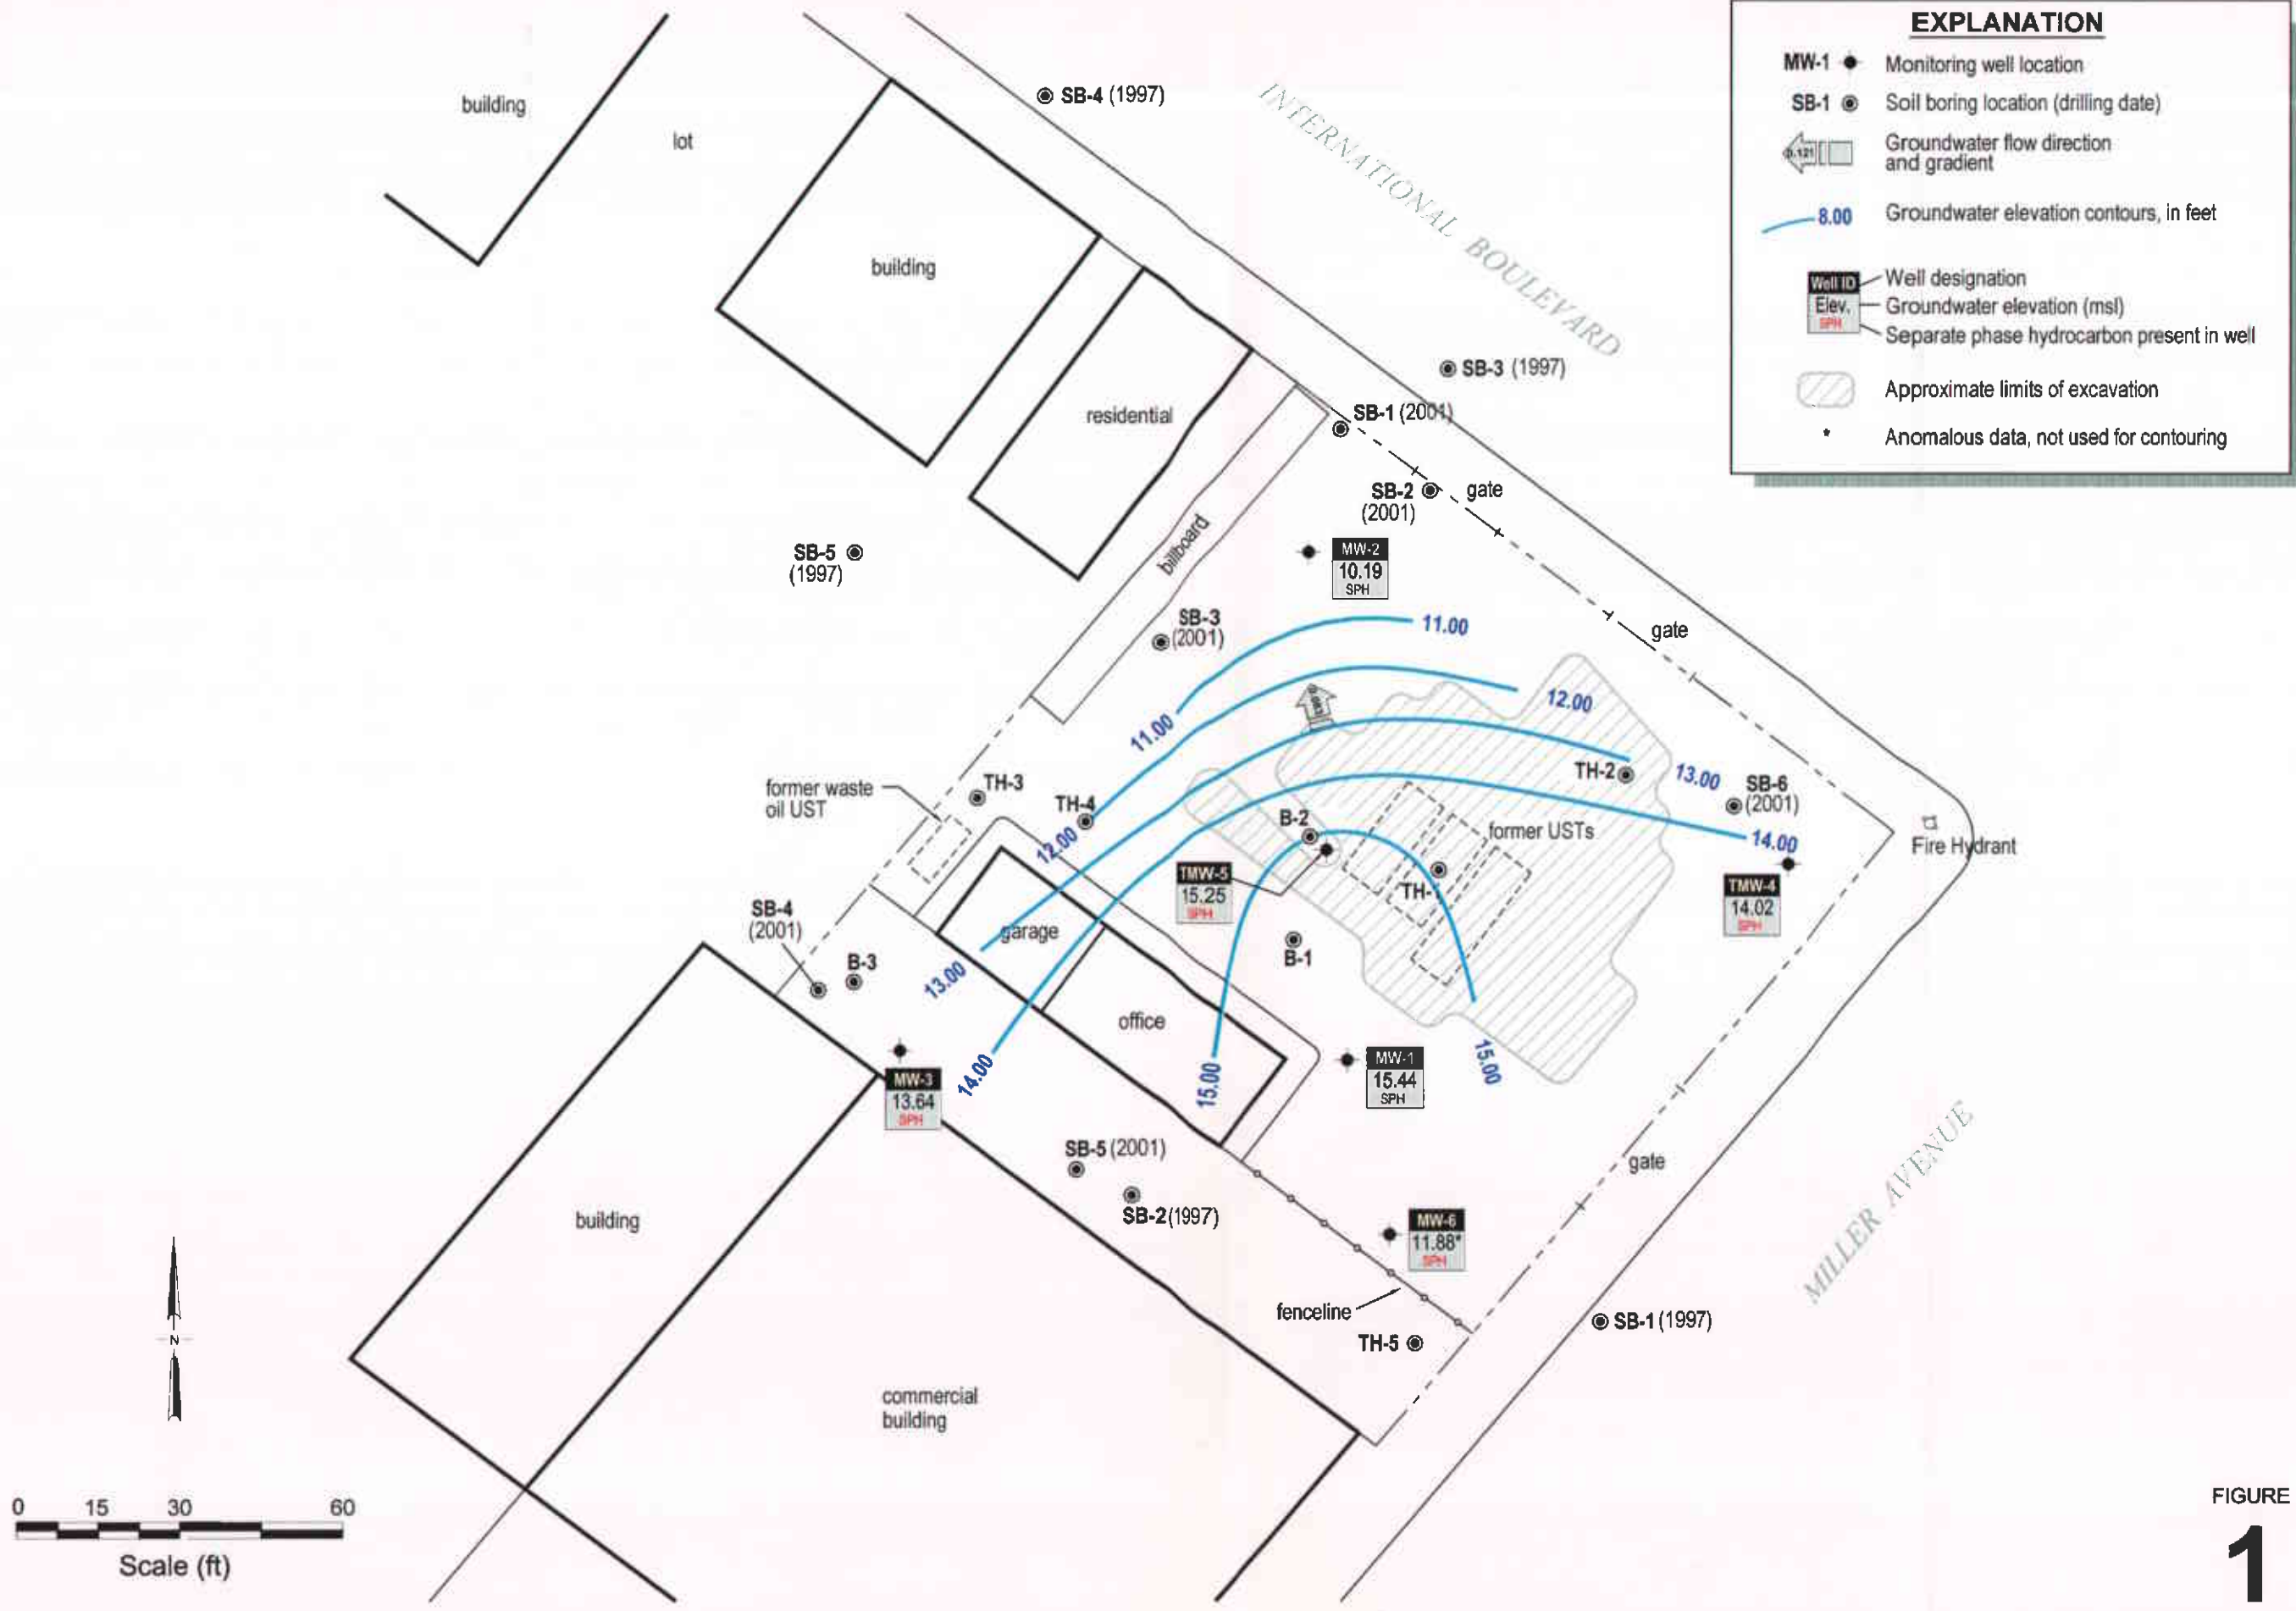 EXPLANATION
MW-1 Monitoring well location
SB-1 Soil boring location (drilling date)
0.121 Groundwater flow direction
and gradient
8.00 Groundwater elevation contours, in feet
Well ID Well designation
Elev. Groundwater elevation (msl)
SPH Separate phase hydrocarbon present in well
Approximate limits of excavation
* Anomalous data, not used for contouring
building
lot
SB-4 (1997)
INTERNATIONAL BOULEVARD
building
residential
SB-3 (1997)
SB-1 (2001)
SB-2
(2001)
gate
billboard
SB-5
(1997)
MW-2
10.19
SPH
SB-3
(2001)
11.00
gate
11.00
12.00
TH-2
13.00
SB-6
(2001)
former waste
oil UST
TH-3
TH-4
12.00
B-2
former USTs
14.00
Fire Hydrant
TMW-5
15.25
SPH
TH-
TMW-4
14.02
SPH
SB-4
(2001)
B-3
garage
13.00
B-1
office
14.00
15.00
15.00
MW-1
15.44
SPH
MW-3
13.64
SPH
SB-5 (2001)
SB-2 (1997)
gate
MILLER AVENUE
building
MW-6
11.88*
SPH
fenceline
TH-5
SB-1 (1997)
N
commercial
building
0 15 30 60
Scale (ft)
FIGURE
1